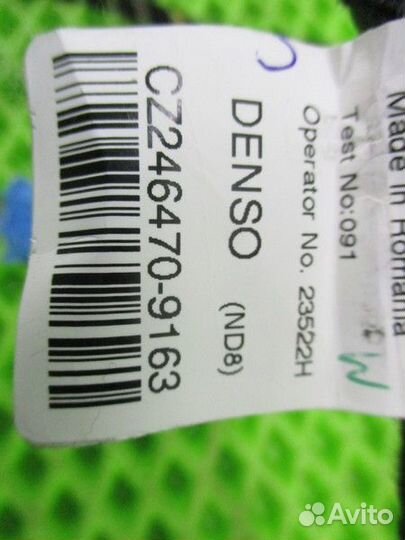 Made in Romania
Test No:091
Operator No. 23522H
DENSO (ND8)
CZ246470-9163
W
Avito